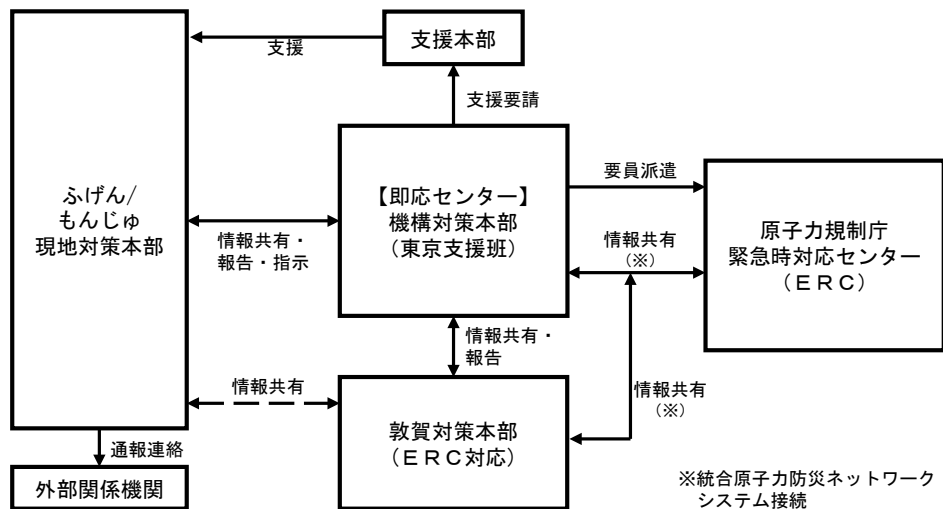 支援本部
支援
支援要請
ふげん/
もんじゅ
現地対策本部
【即応センター】
機構対策本部
(東京支援班)
要員派遣
原子力規制庁
緊急時対応センター
(ＥＲＣ)
情報共有・
報告・指示
情報共有
(※)
情報共有・
報告
情報共有
情報共有
(※)
敦賀対策本部
(ＥＲＣ対応)
通報連絡
外部関係機関
※統合原子力防災ネットワーク
システム接続